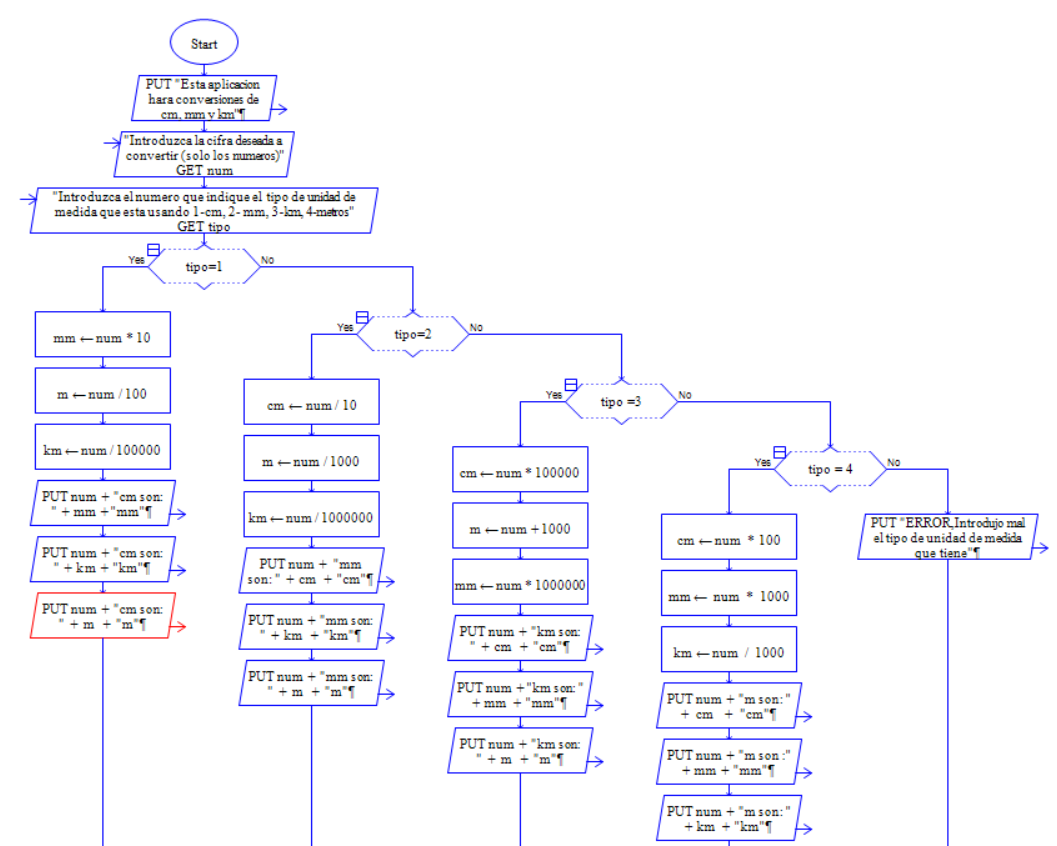 Start
PUT "Esta aplicacion
hara conversiones de
cm, mm y km"¶
"Introduzca la cifra deseada a
convertir (solo los numeros)"
GET num
"Introduzca el numero que indique el tipo de unidad de
medida que esta usando 1-cm, 2- mm, 3-km, 4-metros"
GET tipo
Yes
tipo=1
No
mm ← num * 10
m ← num / 100
km ← num / 100000
PUT num + "cm son:
" + mm + "mm"¶
PUT num + "cm son:
" + km + "km"¶
PUT num + "cm son:
" + m + "m"¶
Yes
tipo=2
No
cm ← num / 10
m ← num / 1000
km ← num / 1000000
PUT num + "mm
son: " + cm + "cm"¶
PUT num + "mm son:
" + km + "km"¶
PUT num + "mm son:
" + m + "m"¶
Yes
tipo =3
No
cm ← num * 100000
m ← num + 1000
mm ← num * 1000000
PUT num + "km son:
" + cm + "cm"¶
PUT num + "km son: "
+ mm + "mm"¶
PUT num + "km son:
" + m + "m"¶
Yes
tipo = 4
No
cm ← num * 100
mm ← num * 1000
km ← num / 1000
PUT num + "m son: "
+ cm + "cm"¶
PUT num + "m son :"
+ mm + "mm"¶
PUT num + "m son: "
+ km + "km"¶
PUT "ERROR,Introdujo mal
el tipo de unidad de medida
que tiene"¶